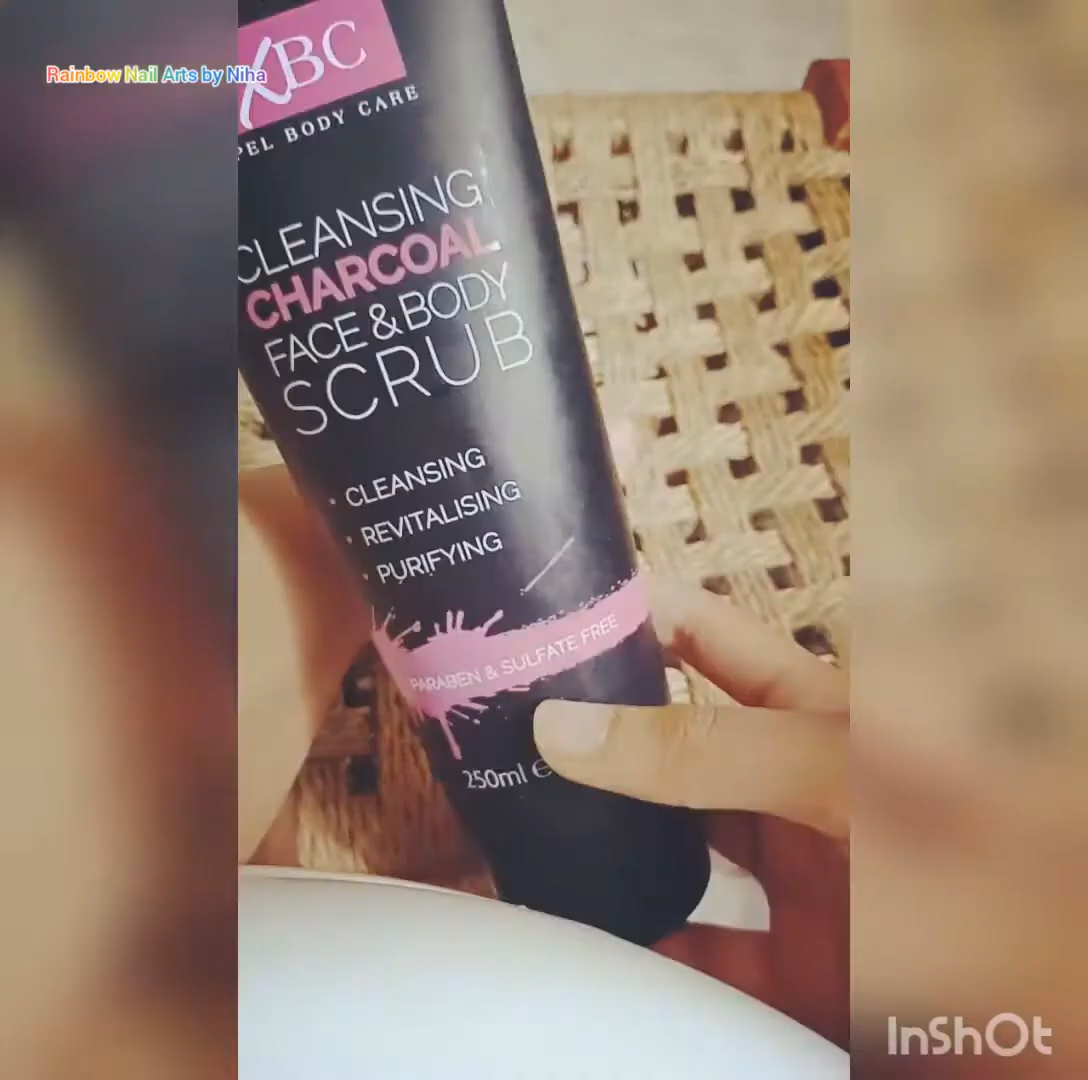 Rainbow Nail Arts by Niha
XBC
PEL BODY CARE
CLEANSING
CHARCOAL
FACE & BODY
SCRUB
• CLEANSING
• REVITALISING
• PURIFYING
PARABEN & SULFATE FREE
250ml e
InShOt